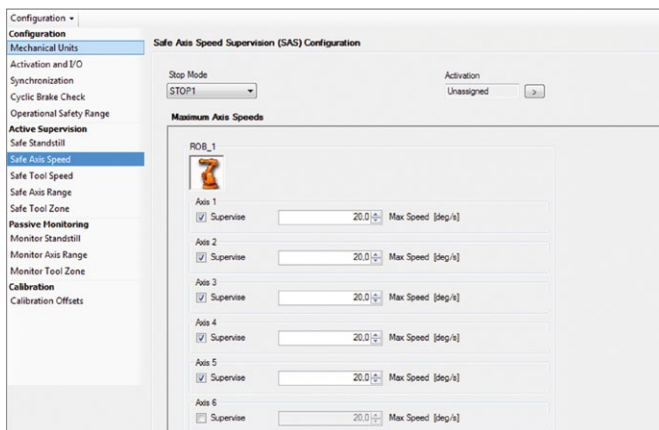 Configuration
Configuration
Mechanical Units
Activation and I/O
Synchronization
Cyclic Brake Check
Operational Safety Range
Active Supervision
Safe Standstill
Safe Axis Speed
Safe Tool Speed
Safe Axis Range
Safe Tool Zone
Passive Monitoring
Monitor Standstill
Monitor Axis Range
Monitor Tool Zone
Calibration
Calibration Offsets
Safe Axis Speed Supervision (SAS) Configuration
Stop Mode
STOP1
Activation
Unassigned >
Maximum Axis Speeds
ROB_1
Axis 1
Supervise 20,0 Max Speed [deg/s]
Axis 2
Supervise 20,0 Max Speed [deg/s]
Axis 3
Supervise 20,0 Max Speed [deg/s]
Axis 4
Supervise 20,0 Max Speed [deg/s]
Axis 5
Supervise 20,0 Max Speed [deg/s]
Axis 6
Supervise 20,0 Max Speed [deg/s]